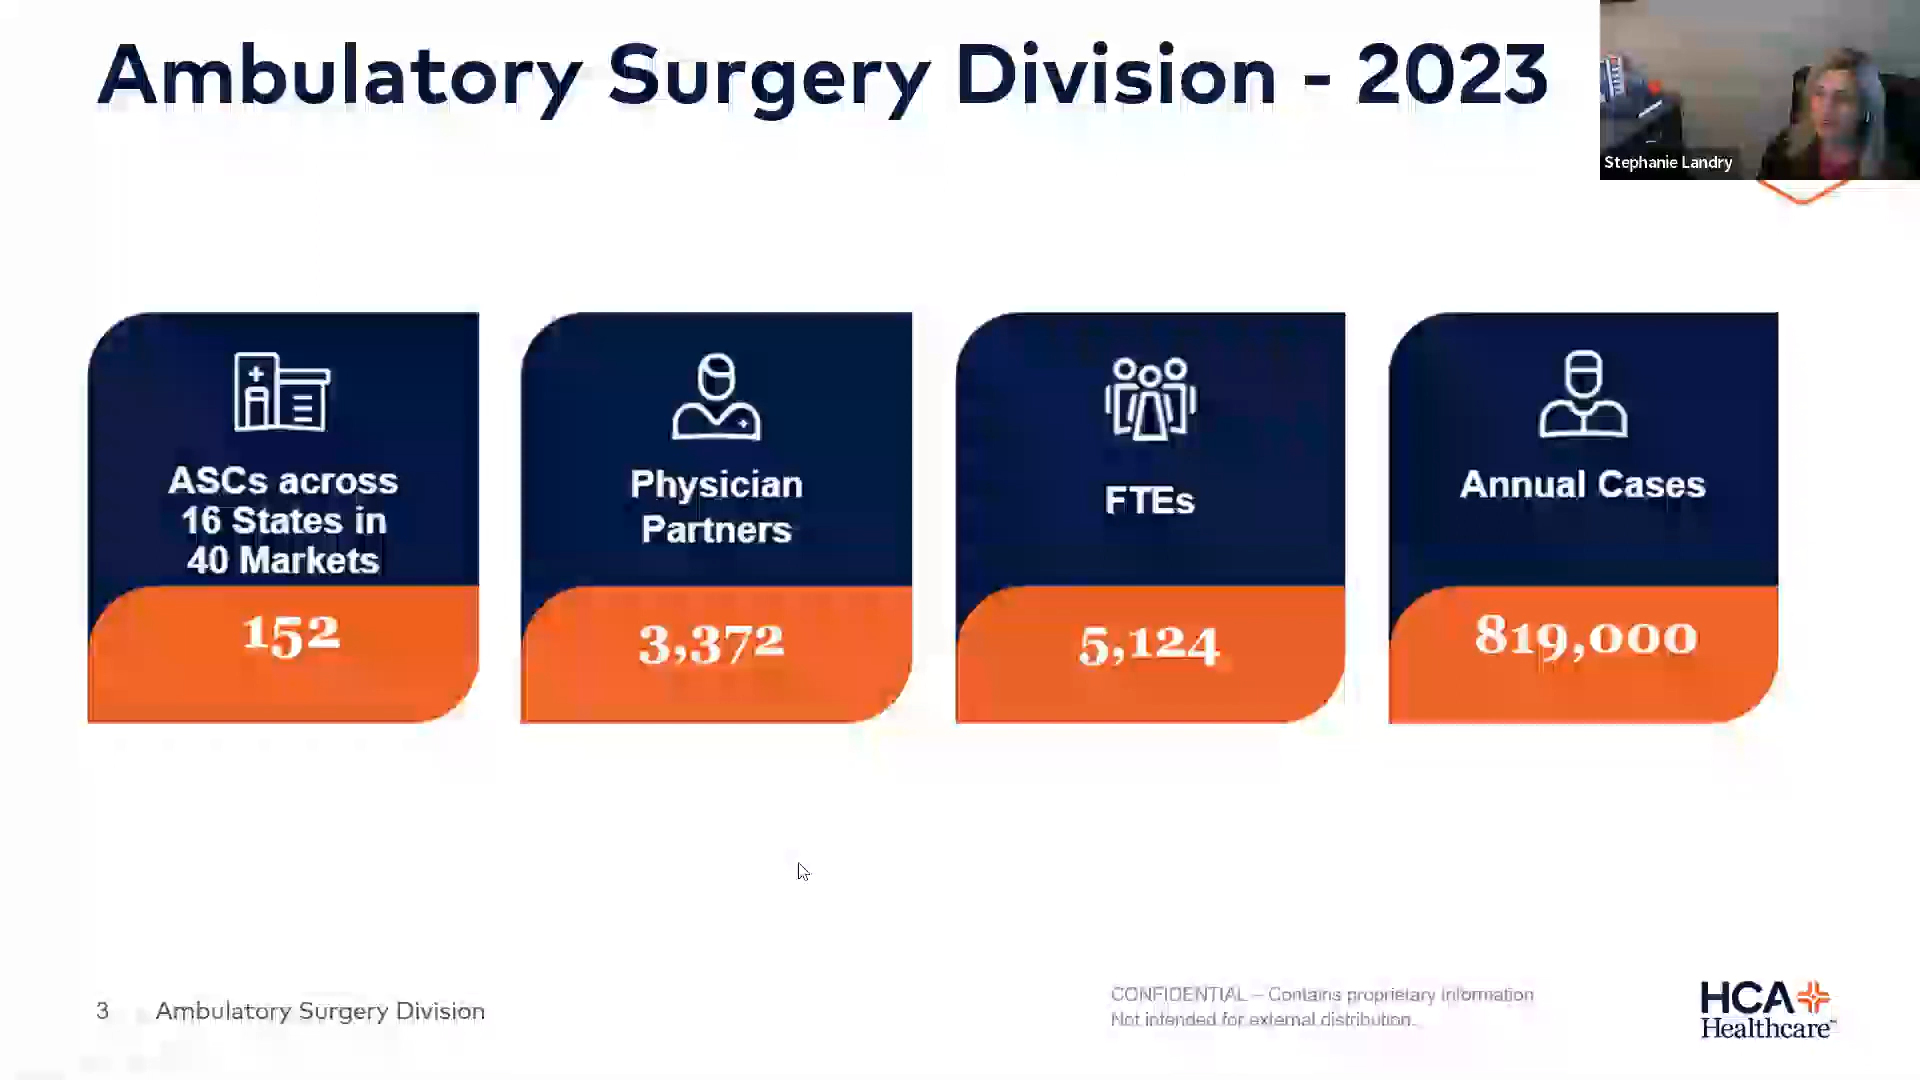 Ambulatory Surgery Division - 2023
Stephanie Landry
ASCs across
16 States in
40 Markets
152
Physician
Partners
3,372
FTEs
5,124
Annual Cases
819,000
3 Ambulatory Surgery Division
CONFIDENTIAL – Contains proprietary information
Not intended for external distribution.
HCA
Healthcare™